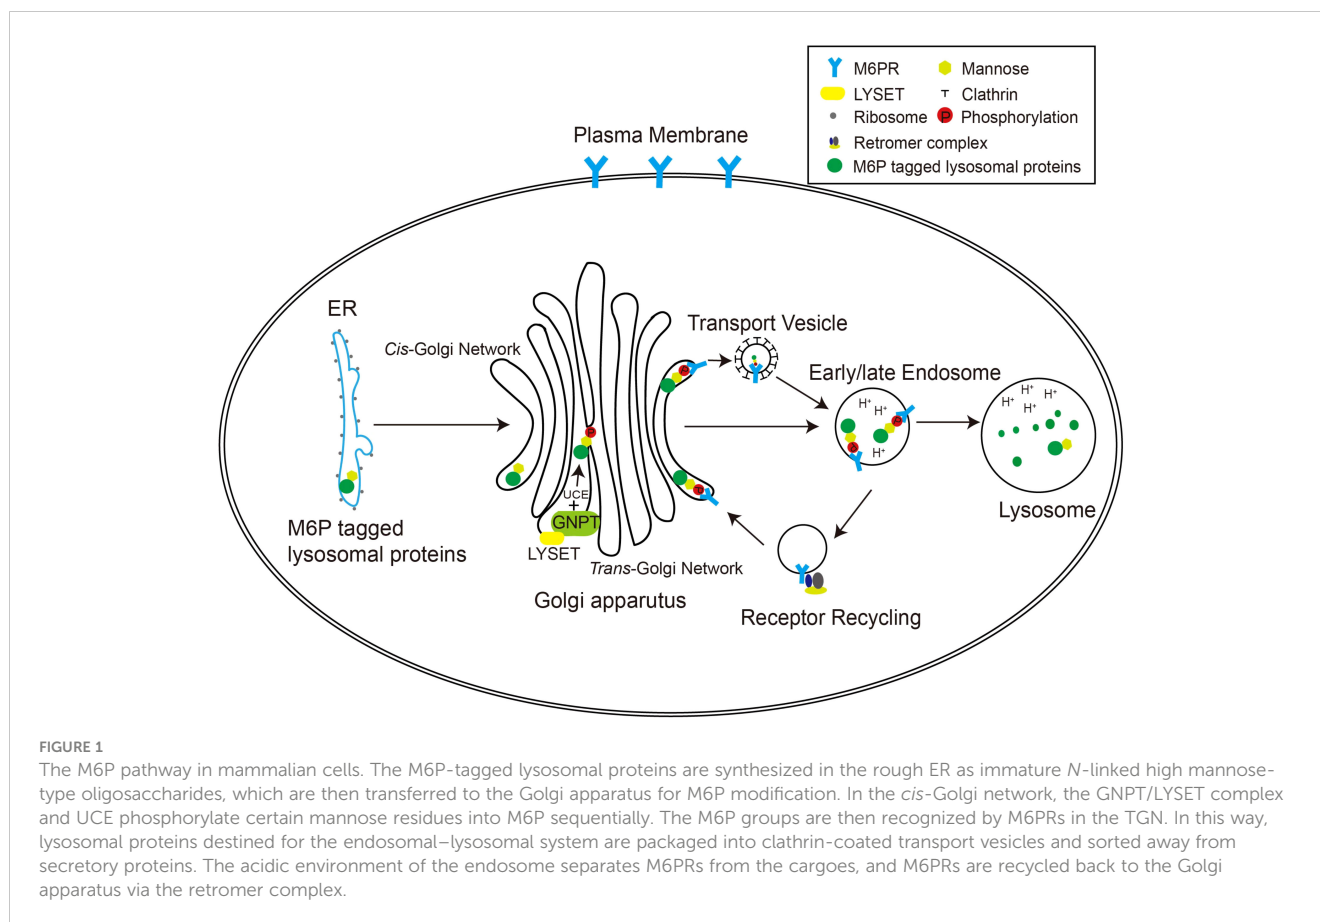 M6PR
Mannose
LYSET
Clathrin
Ribosome
P
Phosphorylation
Retromer complex
M6P tagged lysosomal proteins
Plasma Membrane
ER
Cis-Golgi Network
Transport Vesicle
Early/late Endosome
P
P
H+
H+
P
P
H+
H+
H+
H+
H+
UCE
+
GNPT
P
LYSET
M6P tagged
lysosomal proteins
Trans-Golgi Network
Golgi apparutus
Receptor Recycling
Lysosome
FIGURE 1
The M6P pathway in mammalian cells. The M6P-tagged lysosomal proteins are synthesized in the rough ER as immature N-linked high mannose-
type oligosaccharides, which are then transferred to the Golgi apparatus for M6P modification. In the cis-Golgi network, the GNPT/LYSET complex
and UCE phosphorylate certain mannose residues into M6P sequentially. The M6P groups are then recognized by M6PRs in the TGN. In this way,
lysosomal proteins destined for the endosomal–lysosomal system are packaged into clathrin-coated transport vesicles and sorted away from
secretory proteins. The acidic environment of the endosome separates M6PRs from the cargoes, and M6PRs are recycled back to the Golgi
apparatus via the retromer complex.